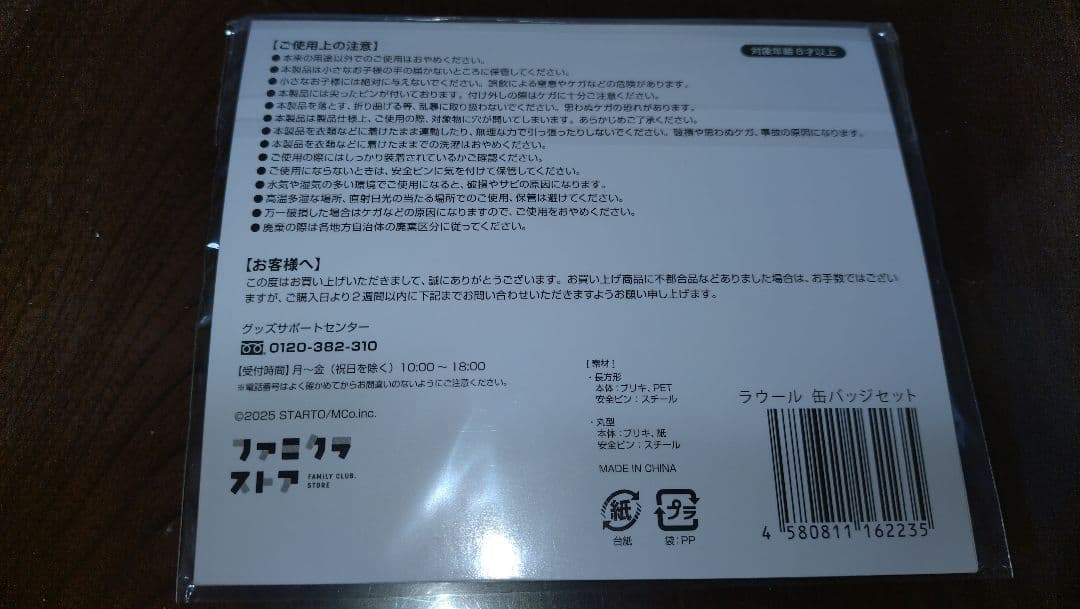 【ご使用上の注意】
対象年齢6才以上
●本来の用途以外でのご使用はおやめください。
●本製品は小さなお子様の手の届かないところに保管してください。
●小さなお子様には絶対に与えないでください。誤飲による窒息やケガなどの危険があります。
●本製品には尖ったピンが付いております。付け外しの際はケガに十分ご注意ください。
●本製品を落とす、折り曲げる等、乱暴に取り扱わないでください。思わぬケガの恐れがあります。
●本製品は製品仕様上、ご使用の際、対象物に穴が開いてしまいます。あらかじめご了承ください。
●本製品を衣類などに着けたまま運動したり、無理な力で引っ張ったりしないでください。破損や思わぬケガ、事故の原因になります。
●本製品を衣類などに着けたままでの洗濯はおやめください。
●ご使用の際にはしっかり装着されているかご確認ください。
●ご使用にならないときは、安全ピンに気を付けて保管してください。
●水気や湿気の多い環境でご使用になると、破損やサビの原因になります。
●高温多湿な場所、直射日光の当たる場所でのご使用、保管は避けてください。
●万一破損した場合はケガなどの原因になりますので、ご使用をおやめください。
●廃棄の際は各地方自治体の廃棄区分に従ってください。
【お客様へ】
この度はお買い上げいただきまして、誠にありがとうございます。お買い上げ商品に不都合品などありました場合は、お手数ではござい
ますが、ご購入日より2週間以内に下記までお問い合わせいただきますようお願い申し上げます。
グッズサポートセンター
0120-382-310
【受付時間】月〜金（祝日を除く）10:00〜18:00
※電話番号はよく確かめてからお間違いのないようにご注意ください。
©2025 STARTO/MCo.inc.
ファミクラ
ストア
FAMILY CLUB.
STORE
[素材]
・長方形
本体：ブリキ、PET
安全ピン：スチール
・丸型
本体：ブリキ、紙
安全ピン：スチール
MADE IN CHINA
紙
台紙
プラ
袋：PP
ラウール 缶バッジセット
4 580811 162235